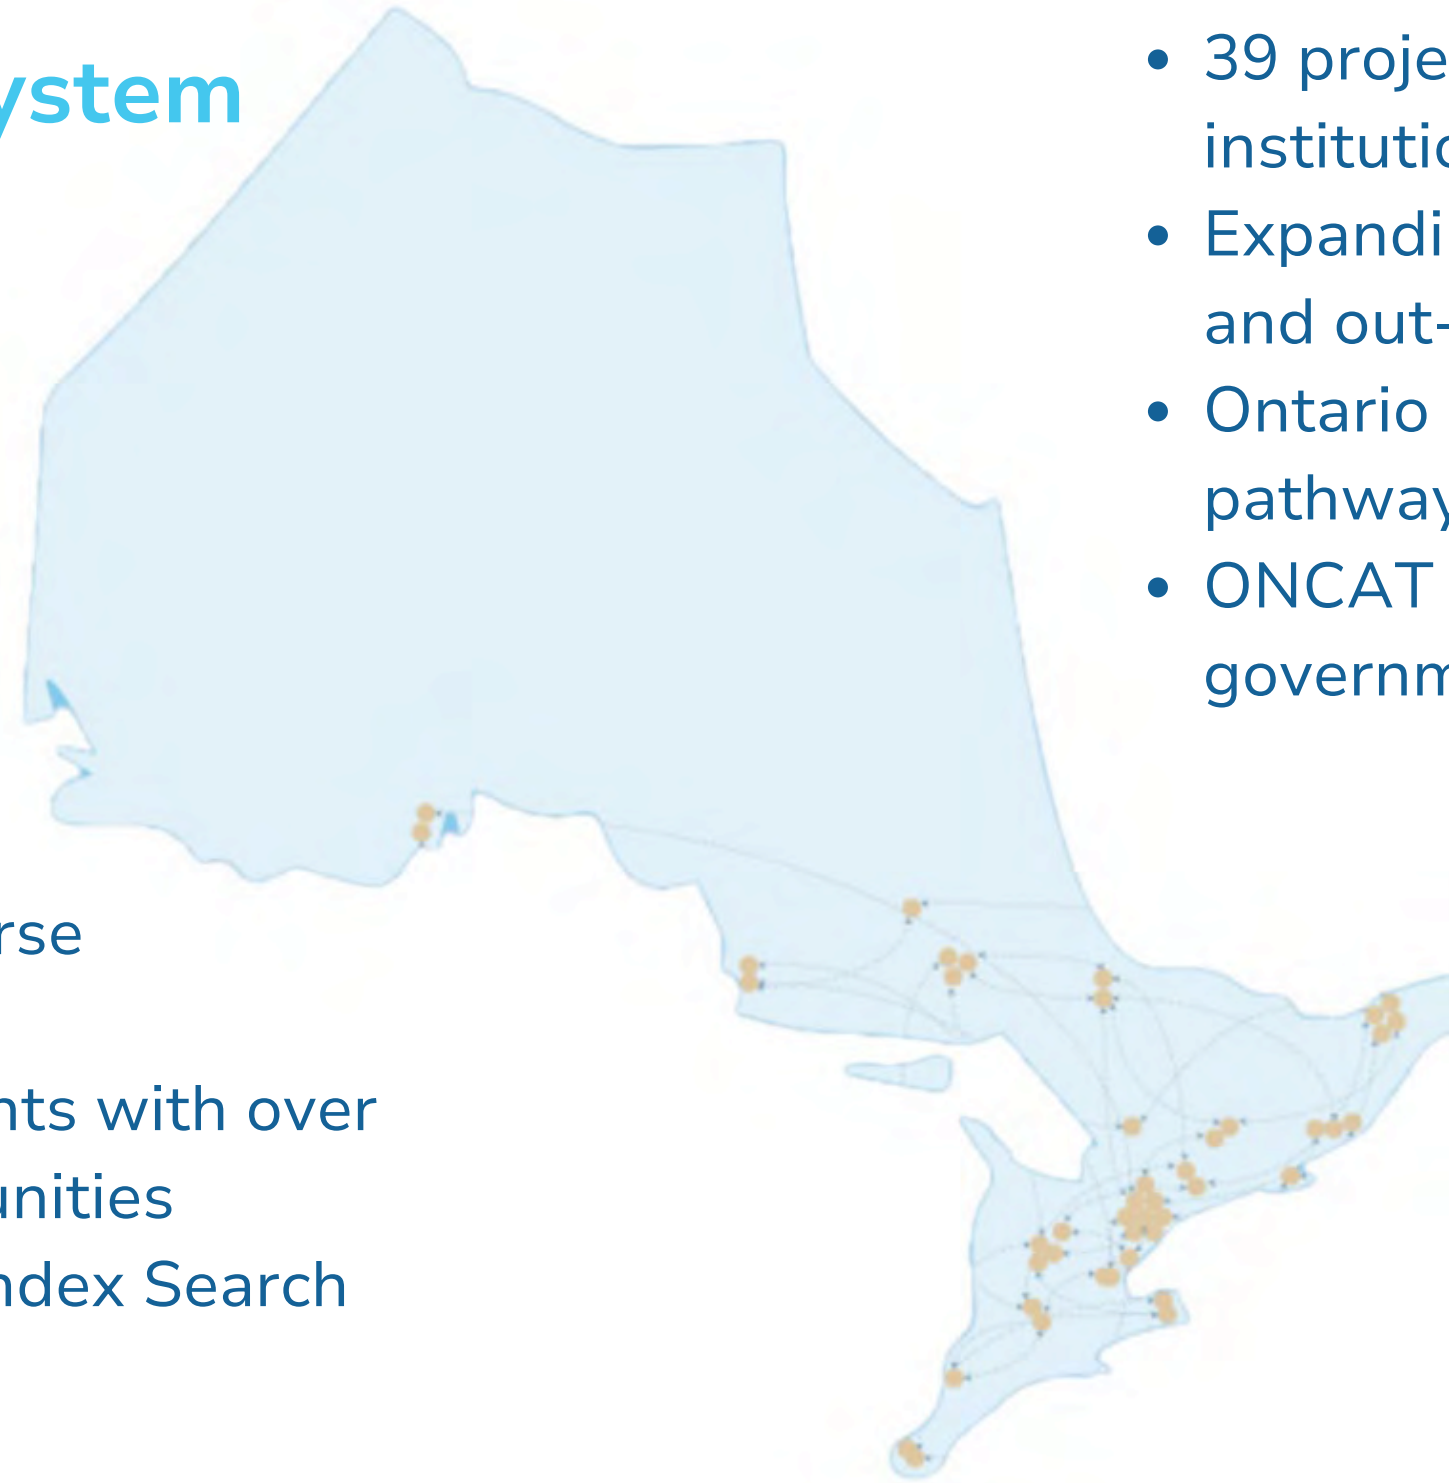 ystem
39 proje
institutio
Expandi
and out-
Ontario
pathway
ONCAT
governm
rse
nts with over
unities
ndex Search